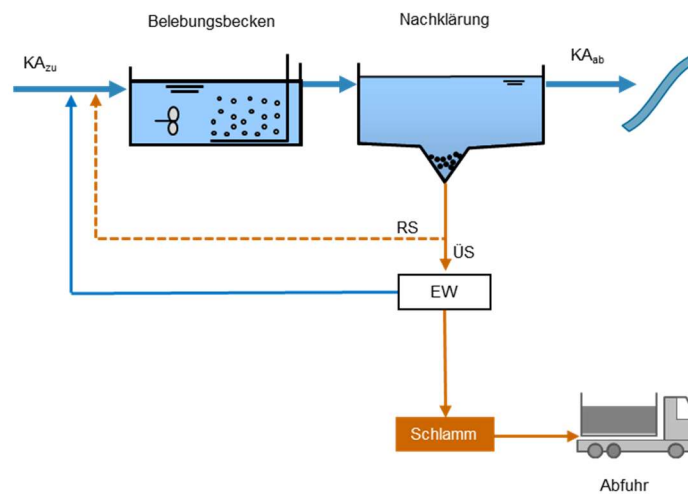 Belebungsbecken
Nachklärung
KAzu
KAab
RS
ÜS
EW
Schlamm
Abfuhr